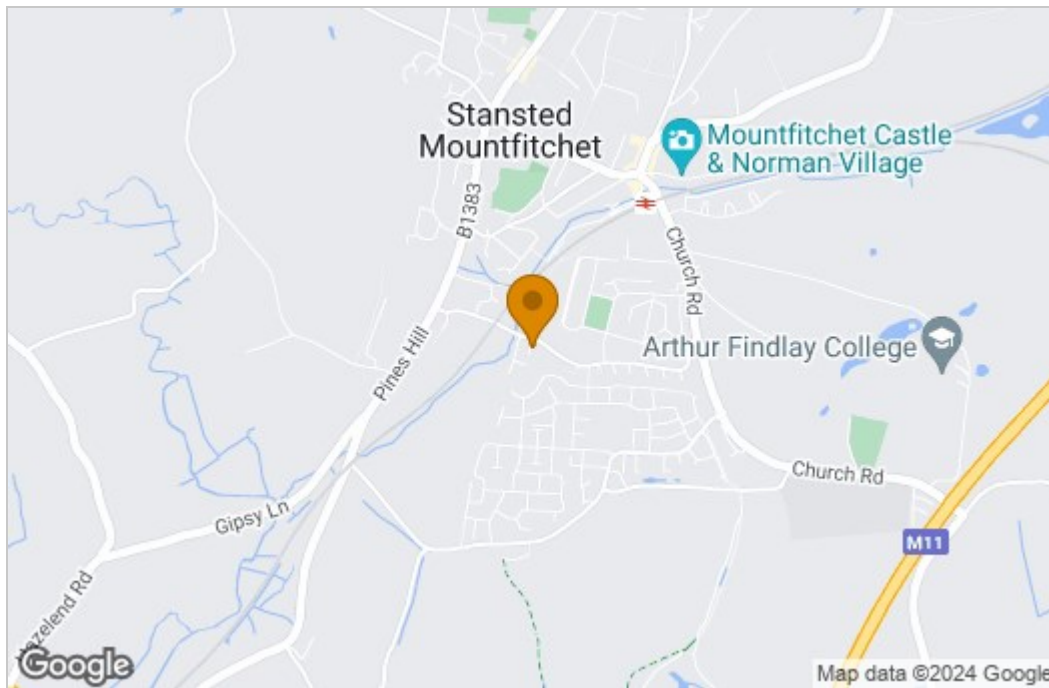 Stansted
Mountfitchet
Mountfitchet Castle
& Norman Village
B1383
Church Rd
Pines Hill
Arthur Findlay College
Church Rd
Gipsy Ln
M11
Hazelend Rd
Google
Map data ©2024 Google